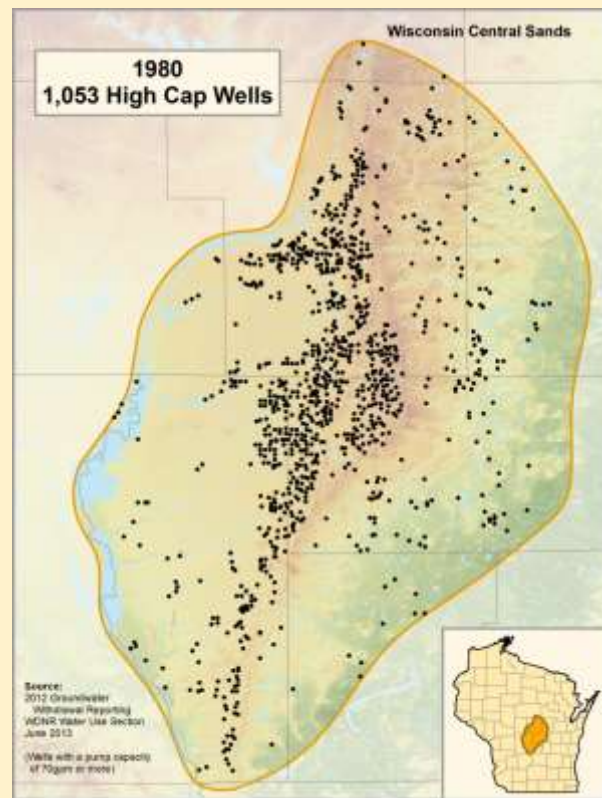 Wisconsin Central Sands
1980
1,053 High Cap Wells
Source:
2012 Groundwater
Withdrawal Reporting
WDNR Water Use Section
June 2013
(Wells with a pump capacity
of 70gpm or more)